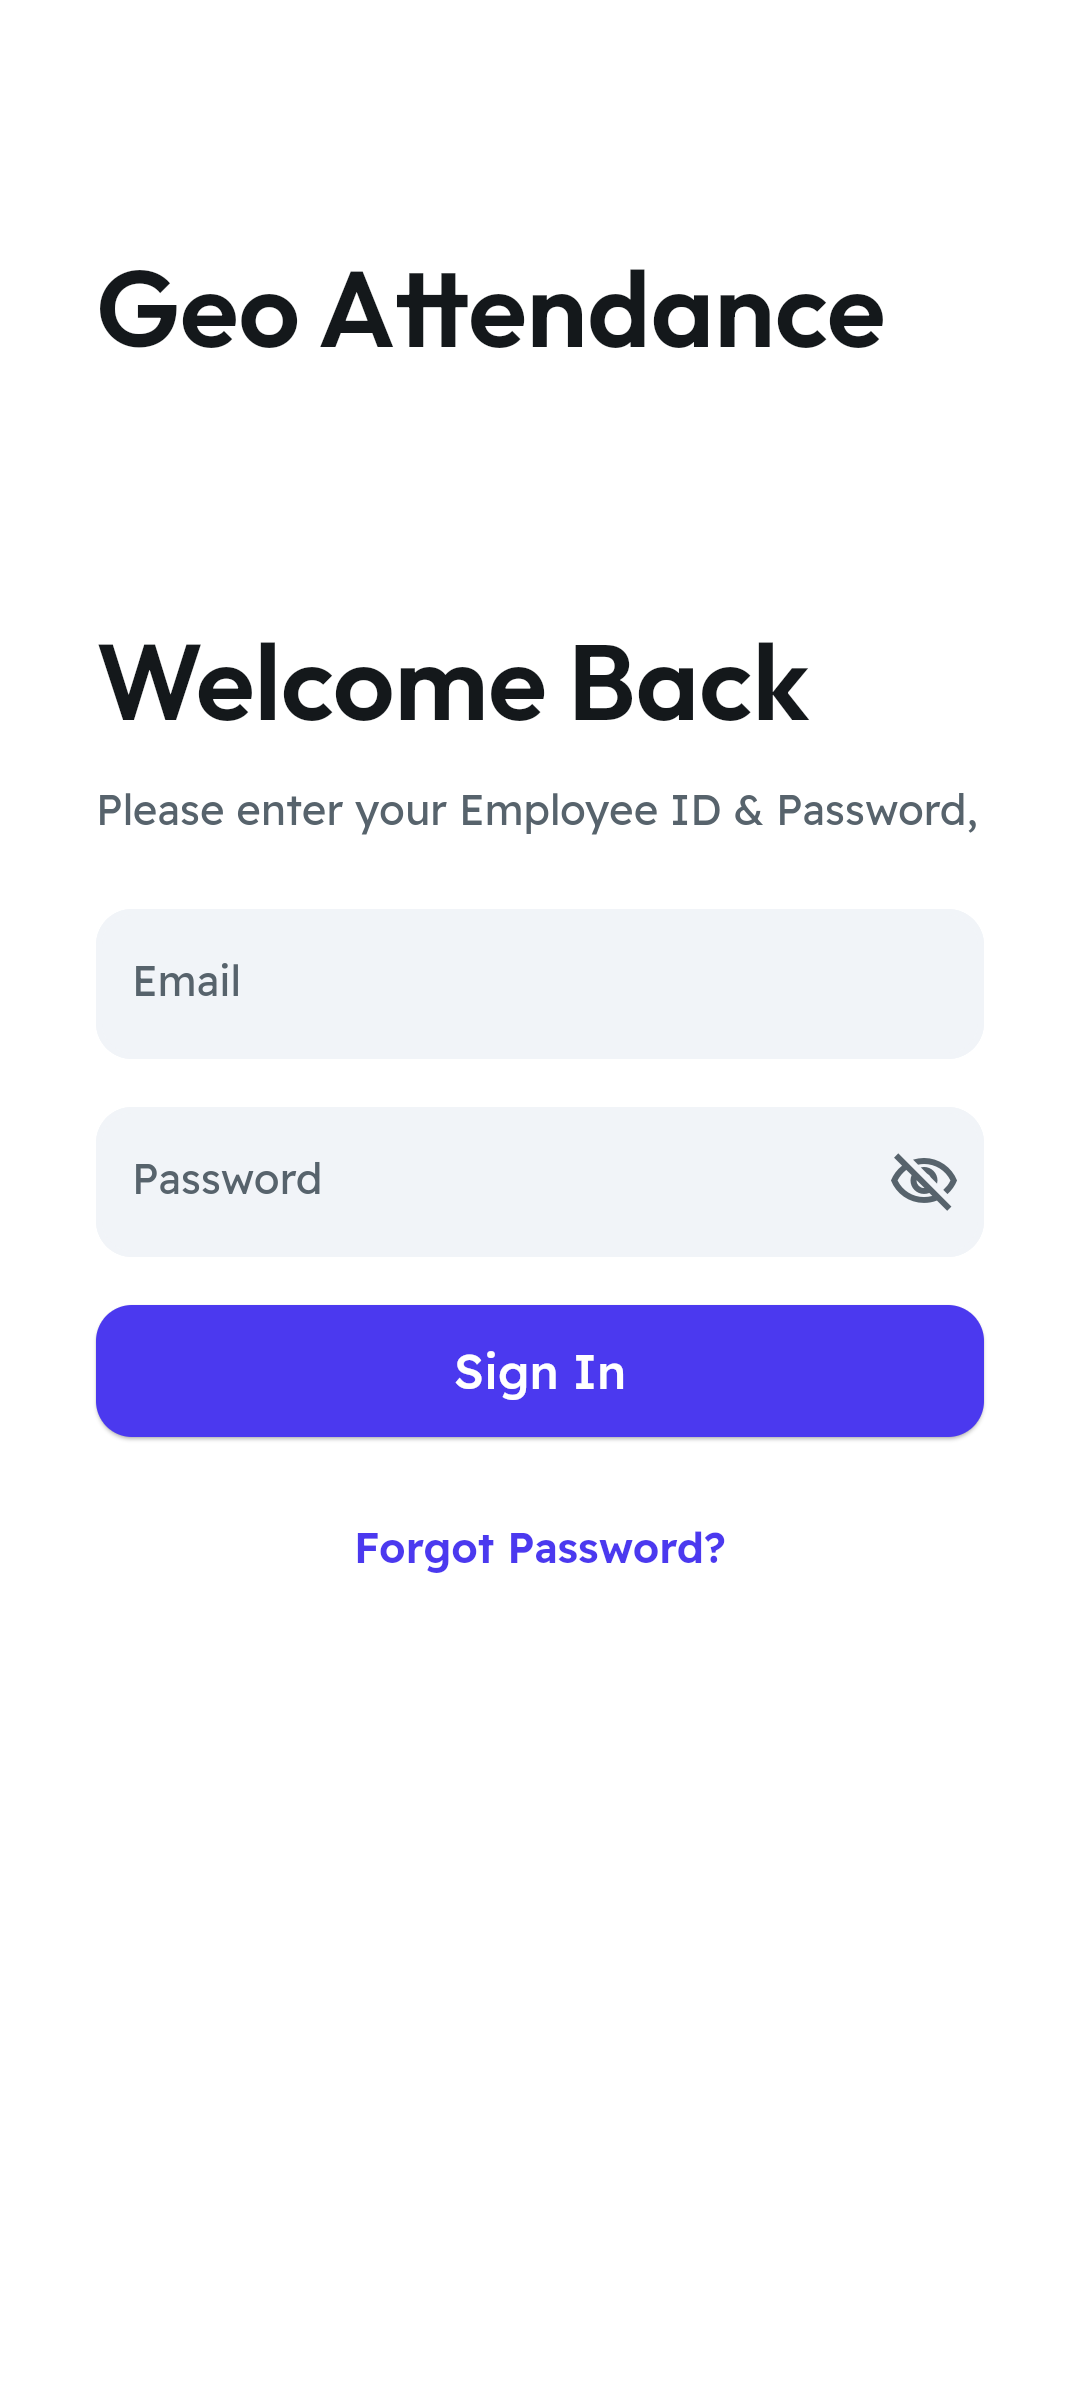 Geo Attendance
Welcome Back
Please enter your Employee ID & Password,
Email
Password
Sign In
Forgot Password?